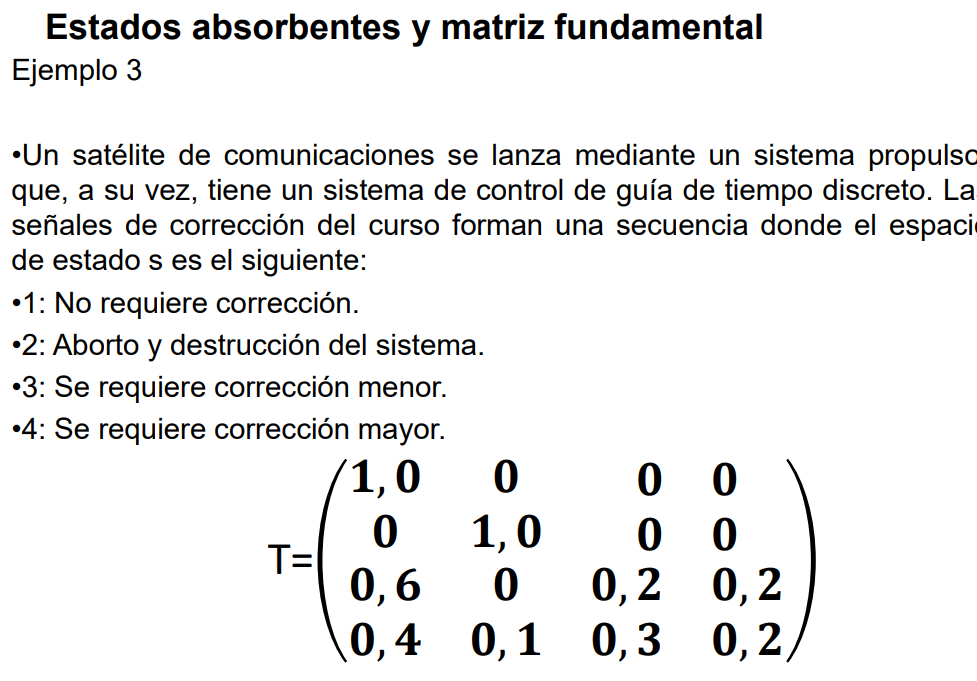 Estados absorbentes y matriz fundamental
Ejemplo 3
•Un satélite de comunicaciones se lanza mediante un sistema propulso
que, a su vez, tiene un sistema de control de guía de tiempo discreto. La
señales de corrección del curso forman una secuencia donde el espaci
de estado s es el siguiente:
•1: No requiere corrección.
•2: Aborto y destrucción del sistema.
•3: Se requiere corrección menor.
•4: Se requiere corrección mayor.
1,0 0 0 0
0 1,0 0 0
T=
0,6 0 0,2 0,2
0,4 0,1 0,3 0,2